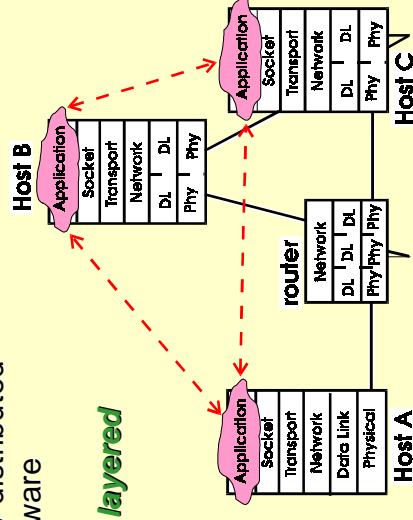 distributed
ware
layered
Host B
Application
Socket
Transport
Network
DL DL
Phy Phy
Application
Socket
Transport
Network
Data Link
Physical
Host A
router
Network
DL DL DL
Phy Phy Phy
Application
Socket
Transport
Network
DL DL
Phy Phy
Host C